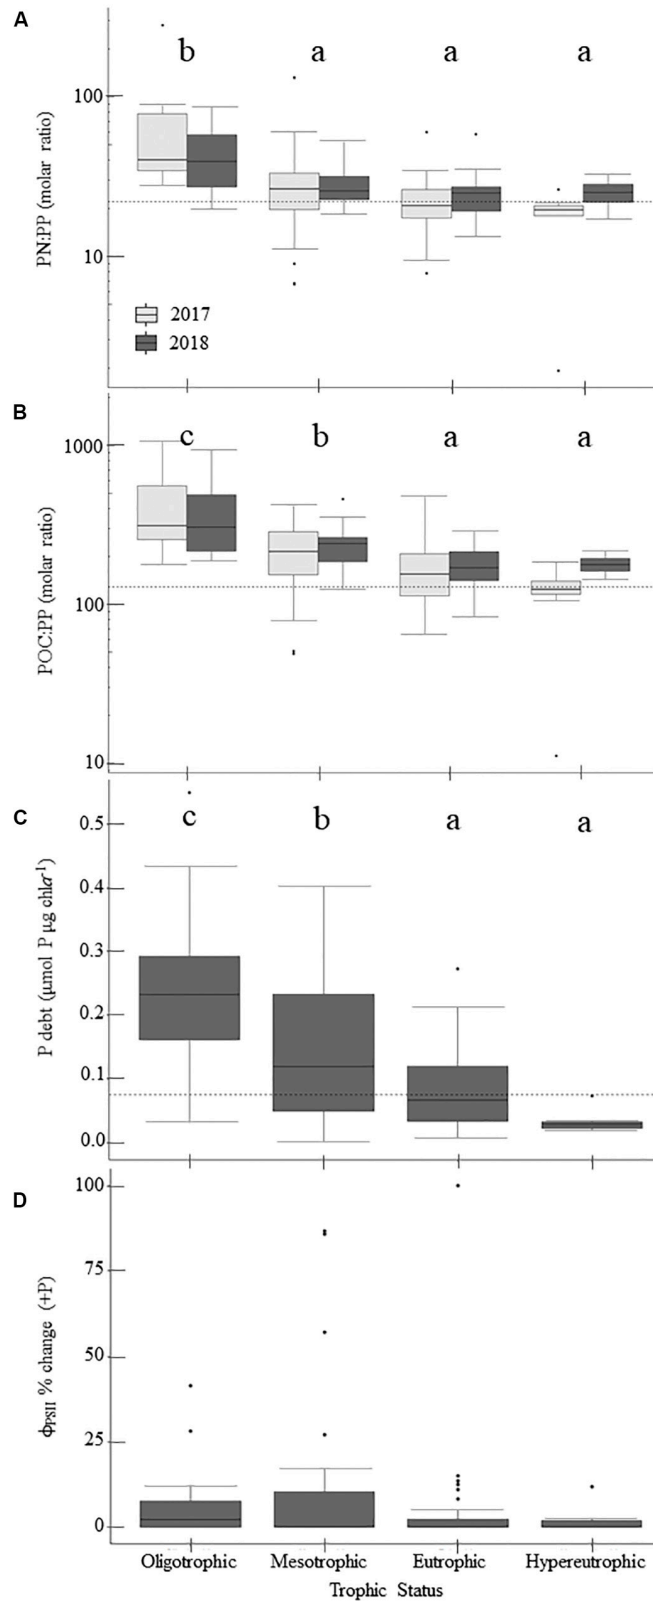 A
b a a a
PN:PP (molar ratio)
100
10
2017
2018
B
c b a a
POC:PP (molar ratio)
1000
100
10
C
c b a a
P debt (µmol P µg chla⁻¹)
0.5
0.4
0.3
0.2
0.1
0.0
D
ϕPSII % change (+P)
100
75
50
25
0
Oligotrophic Mesotrophic Eutrophic Hypereutrophic
Trophic Status